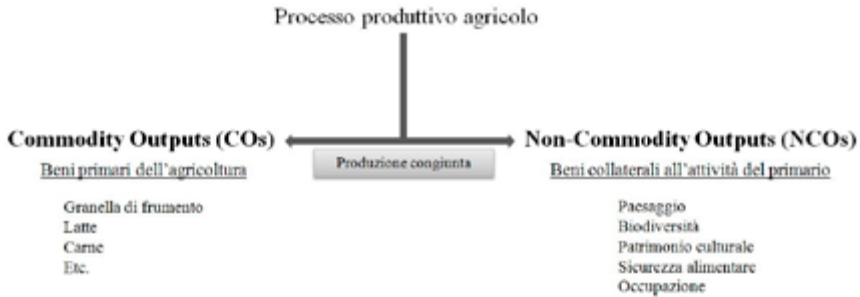 Processo produttivo agricolo
Commodity Outputs (COs)
Non-Commodity Outputs (NCOs)
Produzione congiunta
Beni primari dell'agricoltura
Granella di frumento
Latte
Carne
Etc.
Beni collaterali all'attività del primario
Paesaggio
Biodiversità
Patrimonio culturale
Sicurezza alimentare
Occupazione